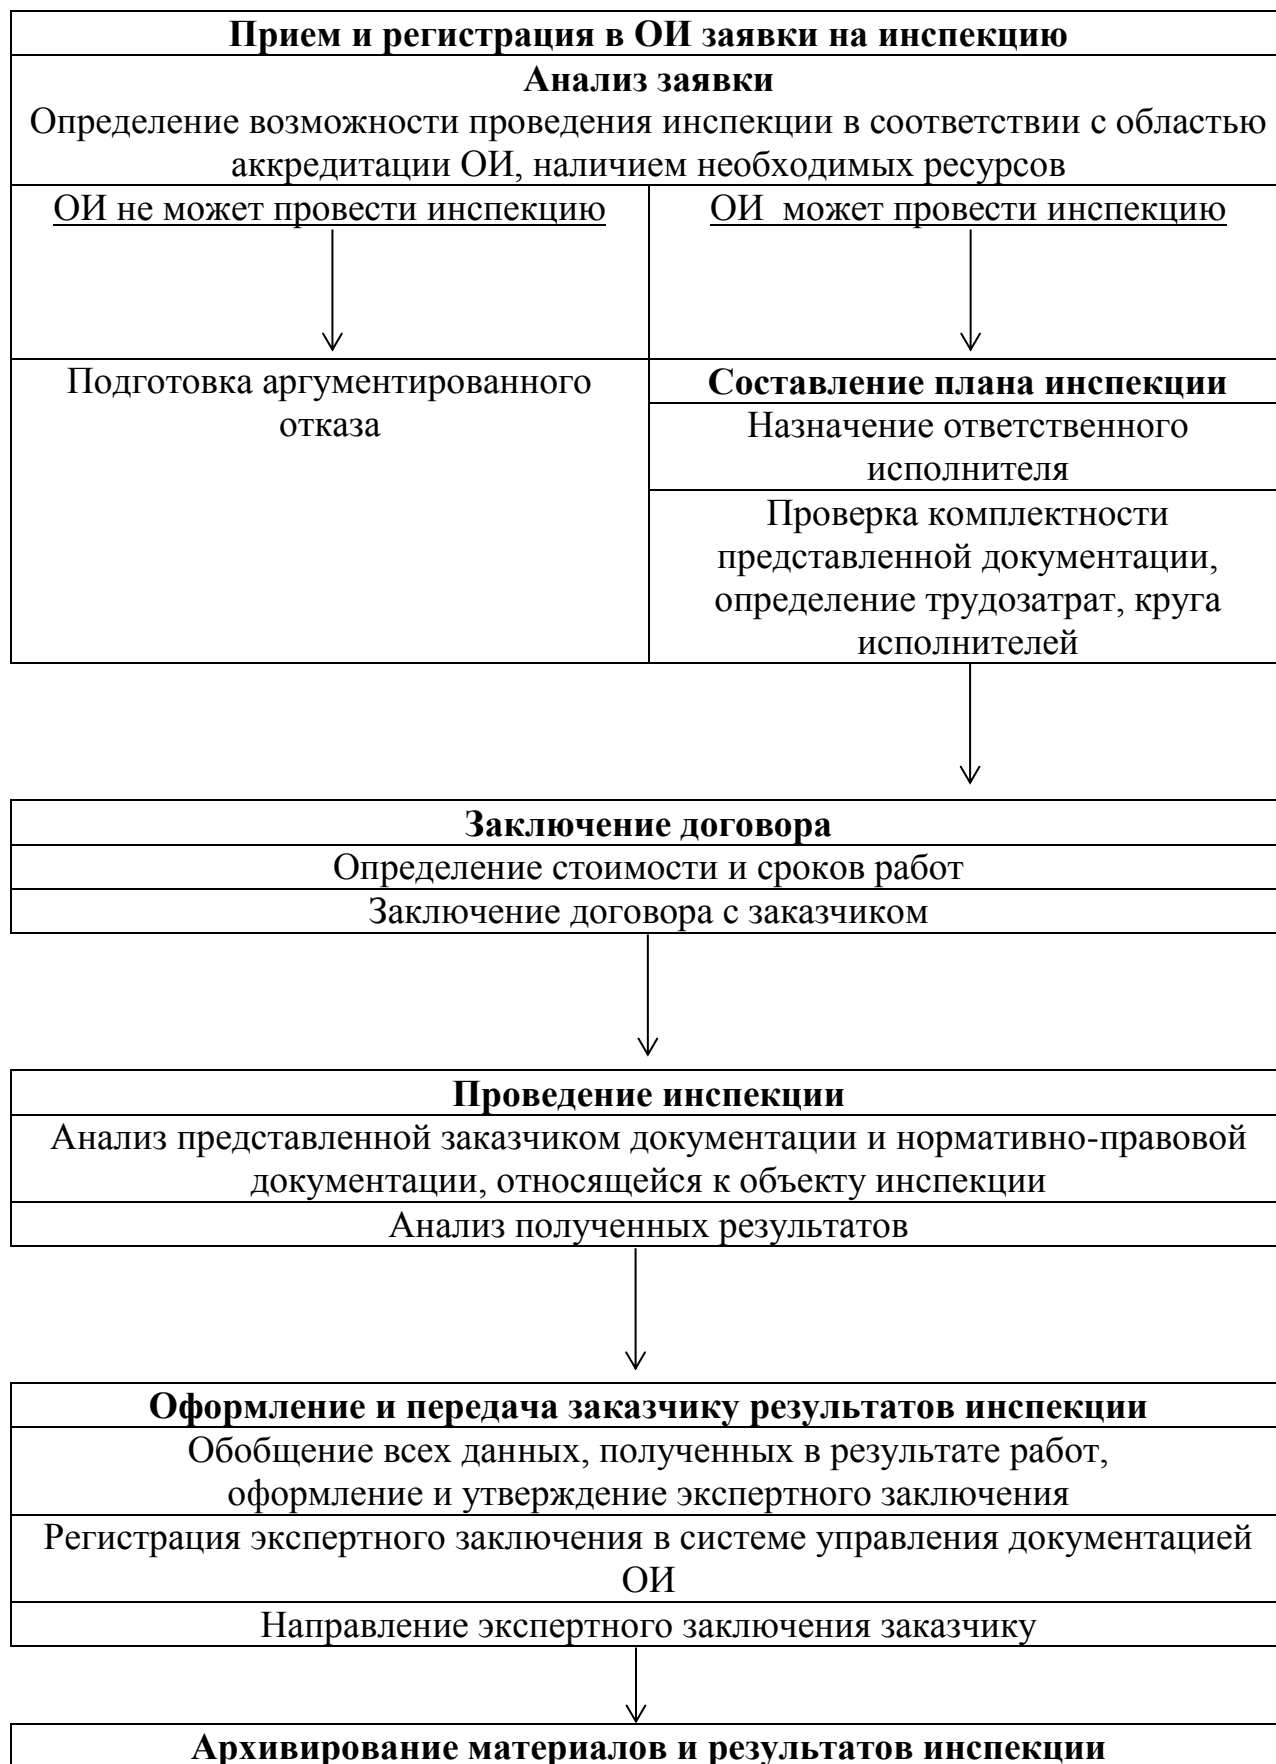 Прием и регистрация в ОИ заявки на инспекцию
Анализ заявки
Определение возможности проведения инспекции в соответствии с областью
аккредитации ОИ, наличием необходимых ресурсов
ОИ не может провести инспекцию
ОИ может провести инспекцию
Подготовка аргументированного
отказа
Составление плана инспекции
Назначение ответственного
исполнителя
Проверка комплектности
представленной документации,
определение трудозатрат, круга
исполнителей
Заключение договора
Определение стоимости и сроков работ
Заключение договора с заказчиком
Проведение инспекции
Анализ представленной заказчиком документации и нормативно-правовой
документации, относящейся к объекту инспекции
Анализ полученных результатов
Оформление и передача заказчику результатов инспекции
Обобщение всех данных, полученных в результате работ,
оформление и утверждение экспертного заключения
Регистрация экспертного заключения в системе управления документацией
ОИ
Направление экспертного заключения заказчику
Архивирование материалов и результатов инспекции